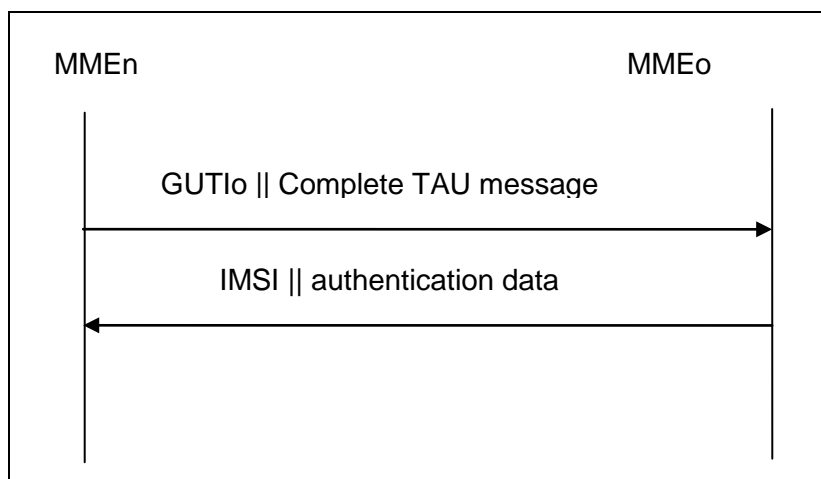 MMEn
MMEo
GUTIo || Complete TAU message
IMSI || authentication data